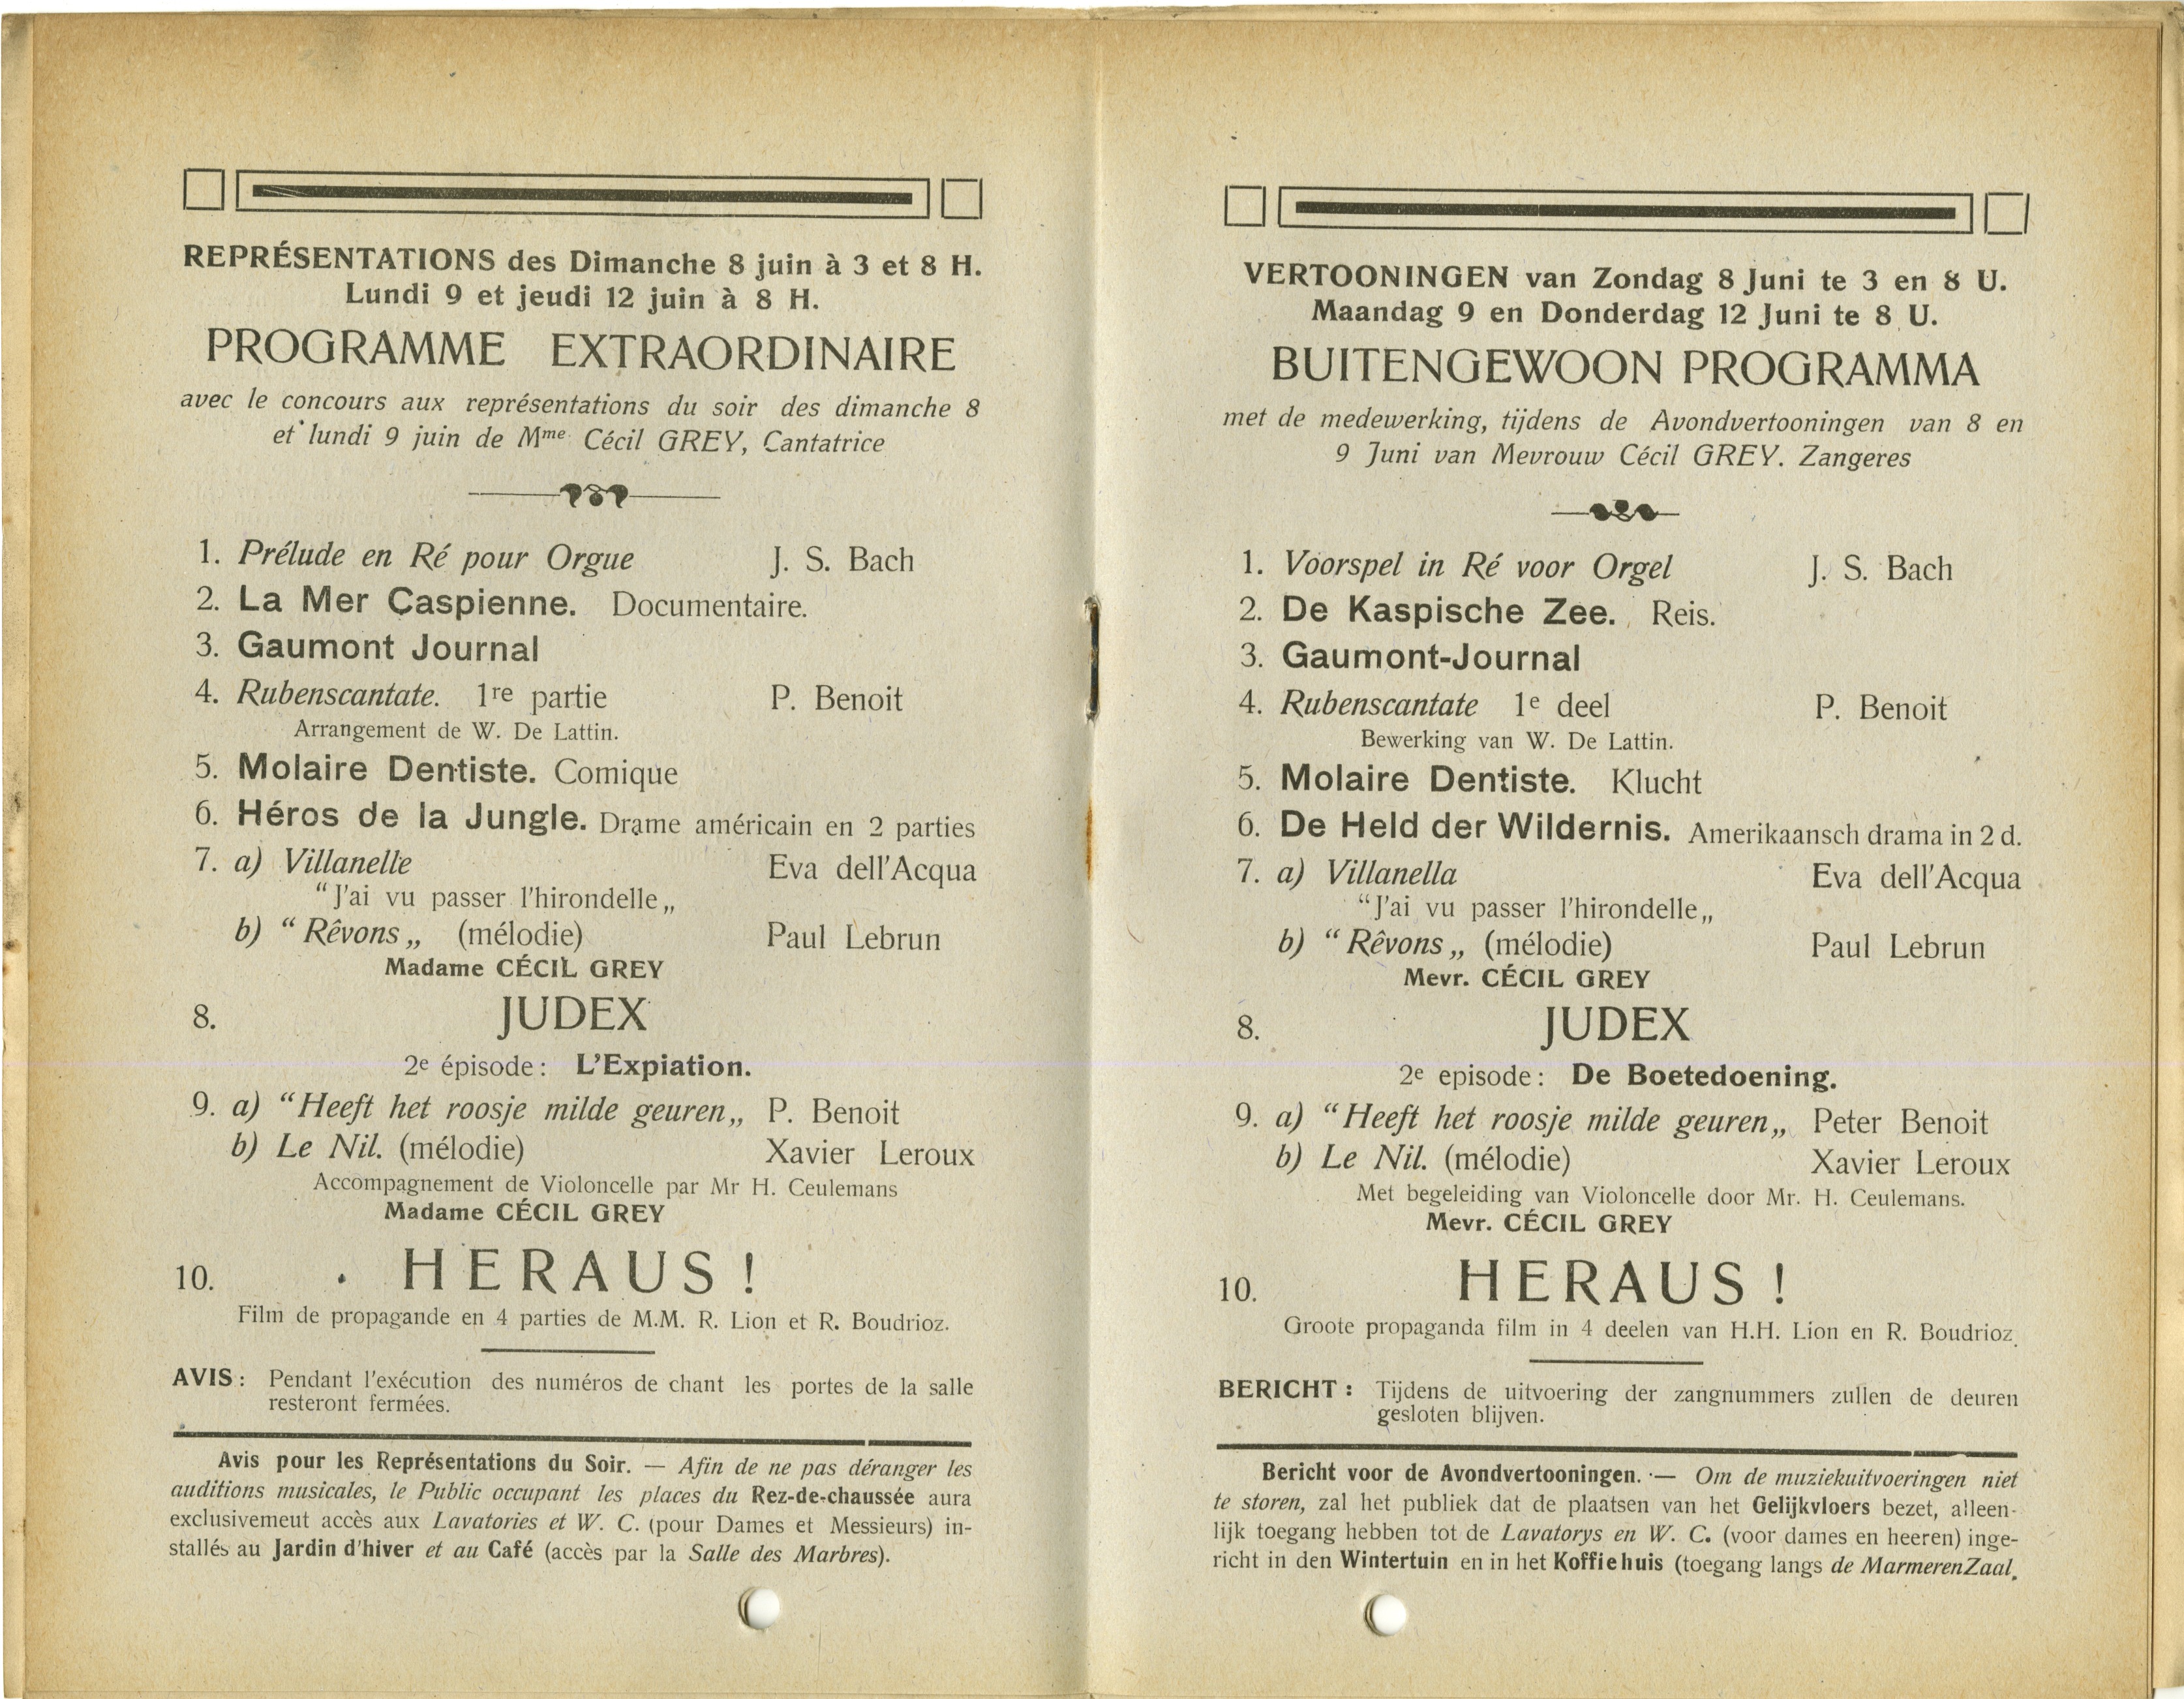 REPRÉSENTATIONS des Dimanche 8 juin à 3 et 8 H.
Lundi 9 et jeudi 12 juin à 8 H.
PROGRAMME EXTRAORDINAIRE
avec le concours aux représentations du soir des dimanche 8
et lundi 9 juin de Mme Cécil GREY, Cantatrice
1. Prélude en Ré pour Orgue J. S. Bach
2. La Mer Caspienne. Documentaire.
3. Gaumont Journal
4. Rubenscantate. 1re partie P. Benoit
Arrangement de W. De Lattin.
5. Molaire Dentiste. Comique
6. Héros de la Jungle. Drame américain en 2 parties
7. a) Villanelle Eva dell'Acqua
“J'ai vu passer l'hirondelle„
b) “Rêvons„ (mélodie) Paul Lebrun
Madame CÉCIL GREY
8. JUDEX
2e épisode: L'Expiation.
9. a) “Heeft het roosje milde geuren„ P. Benoit
b) Le Nil. (mélodie) Xavier Leroux
Accompagnement de Violoncelle par Mr H. Ceulemans
Madame CÉCIL GREY
10. HERAUS !
Film de propagande en 4 parties de M.M. R. Lion et R. Boudrioz.
AVIS: Pendant l'exécution des numéros de chant les portes de la salle
resteront fermées.
Avis pour les Représentations du Soir. — Afin de ne pas déranger les
auditions musicales, le Public occupant les places du Rez-de-chaussée aura
exclusivemeut accès aux Lavatories et W. C. (pour Dames et Messieurs) in-
stallés au Jardin d'hiver et au Café (accès par la Salle des Marbres).
VERTOONINGEN van Zondag 8 Juni te 3 en 8 U.
Maandag 9 en Donderdag 12 Juni te 8 U.
BUITENGEWOON PROGRAMMA
met de medewerking, tijdens de Avondvertooningen van 8 en
9 Juni van Mevrouw Cécil GREY. Zangeres
1. Voorspel in Ré voor Orgel J. S. Bach
2. De Kaspische Zee. Reis.
3. Gaumont-Journal
4. Rubenscantate 1e deel P. Benoit
Bewerking van W. De Lattin.
5. Molaire Dentiste. Klucht
6. De Held der Wildernis. Amerikaansch drama in 2 d.
7. a) Villanella Eva dell'Acqua
“J'ai vu passer l'hirondelle„
b) “Rêvons„ (mélodie) Paul Lebrun
Mevr. CÉCIL GREY
8. JUDEX
2e episode: De Boetedoening.
9. a) “Heeft het roosje milde geuren„ Peter Benoit
b) Le Nil. (mélodie) Xavier Leroux
Met begeleiding van Violoncelle door Mr. H. Ceulemans.
Mevr. CÉCIL GREY
10. HERAUS !
Groote propaganda film in 4 deelen van H.H. Lion en R. Boudrioz.
BERICHT: Tijdens de uitvoering der zangnummers zullen de deuren
gesloten blijven.
Bericht voor de Avondvertooningen. — Om de muziekuitvoeringen niet
te storen, zal het publiek dat de plaatsen van het Gelijkvloers bezet, alleen-
lijk toegang hebben tot de Lavatorys en W. C. (voor dames en heeren) inge-
richt in den Wintertuin en in het Koffiehuis (toegang langs de Marmeren Zaal.